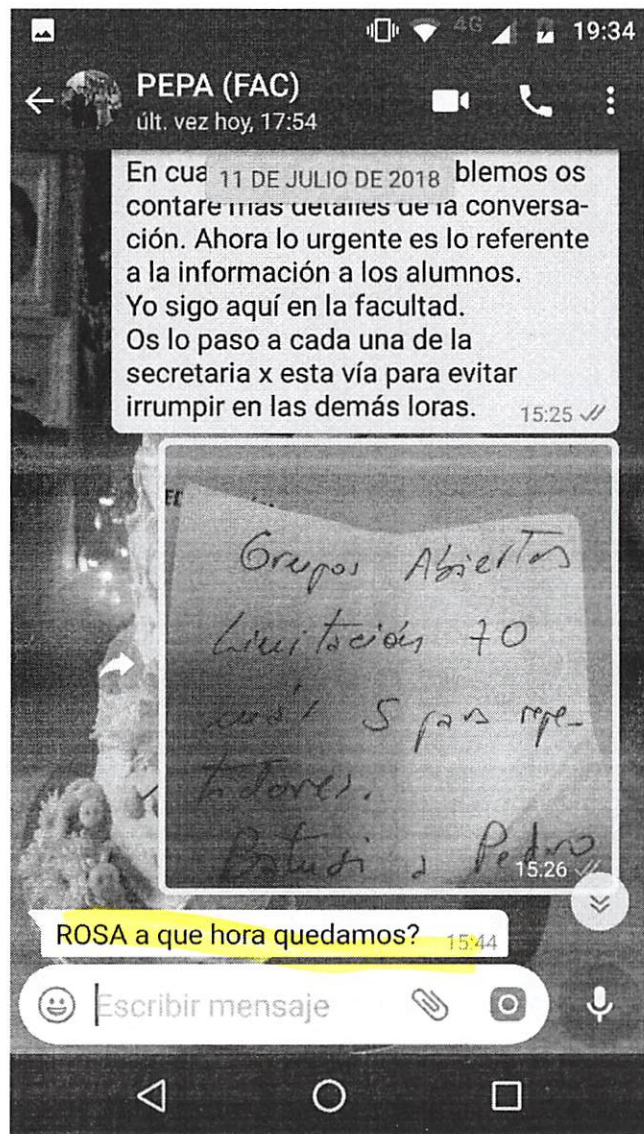 4G 19:34
PEPA (FAC)
últ. vez hoy, 17:54
11 DE JULIO DE 2018
En cua blemos os
contare mas detalles de la conversa-
ción. Ahora lo urgente es lo referente
a la información a los alumnos.
Yo sigo aquí en la facultad.
Os lo paso a cada una de la
secretaria x esta vía para evitar
irrumpir en las demás loras. 15:25
Grupos Abiertos
Limitación 70
5 para repe-
tidores.
a Pedro
15:26
ROSA a que hora quedamos? 15:44
Escribir mensaje